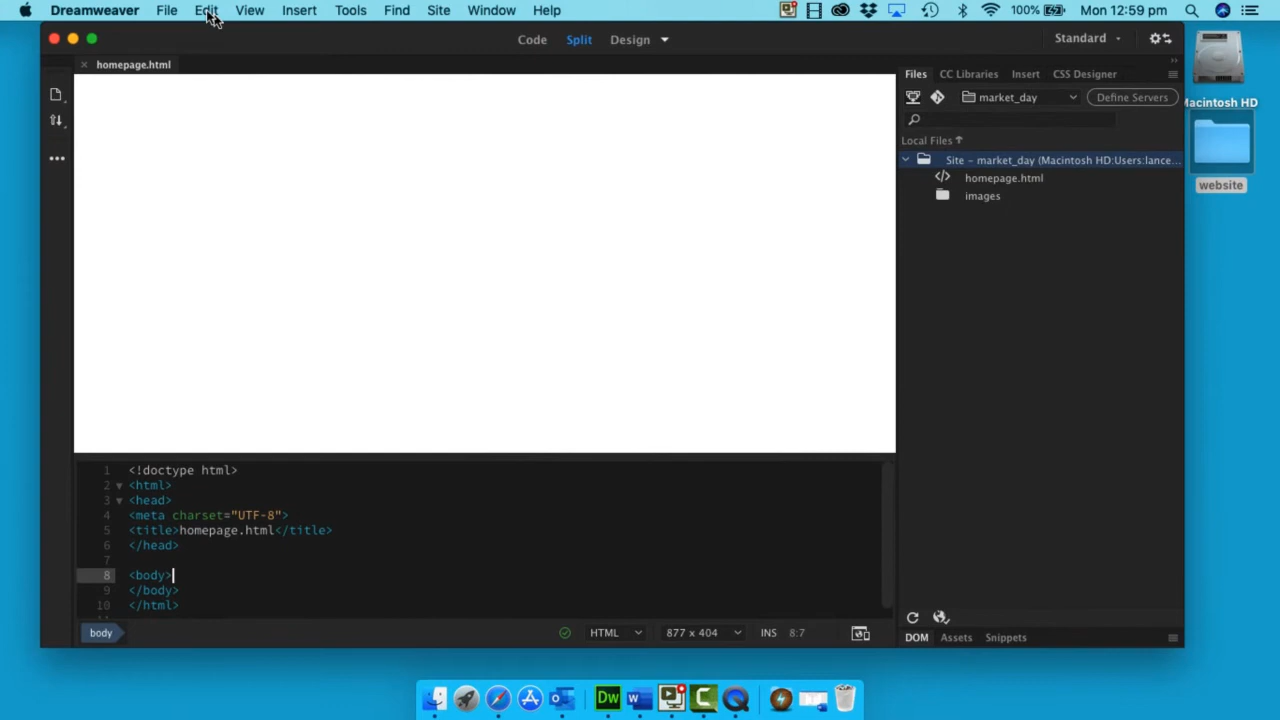 Dreamweaver File Edit View Insert Tools Find Site Window Help 100% Mon 12:59 pm
Code Split Design Standard
homepage.html
Files CC Libraries Insert CSS Designer
market_day Define Servers
Local Files
Site – market_day (Macintosh HD:Users:lance...
homepage.html
images
Macintosh HD
website
1 <!doctype html>
2 <html>
3 <head>
4 <meta charset="UTF-8">
5 <title>homepage.html</title>
6 </head>
7
8 <body>
9 </body>
10 </html>
body HTML 877 x 404 INS 8:7
DOM Assets Snippets
Dw W C